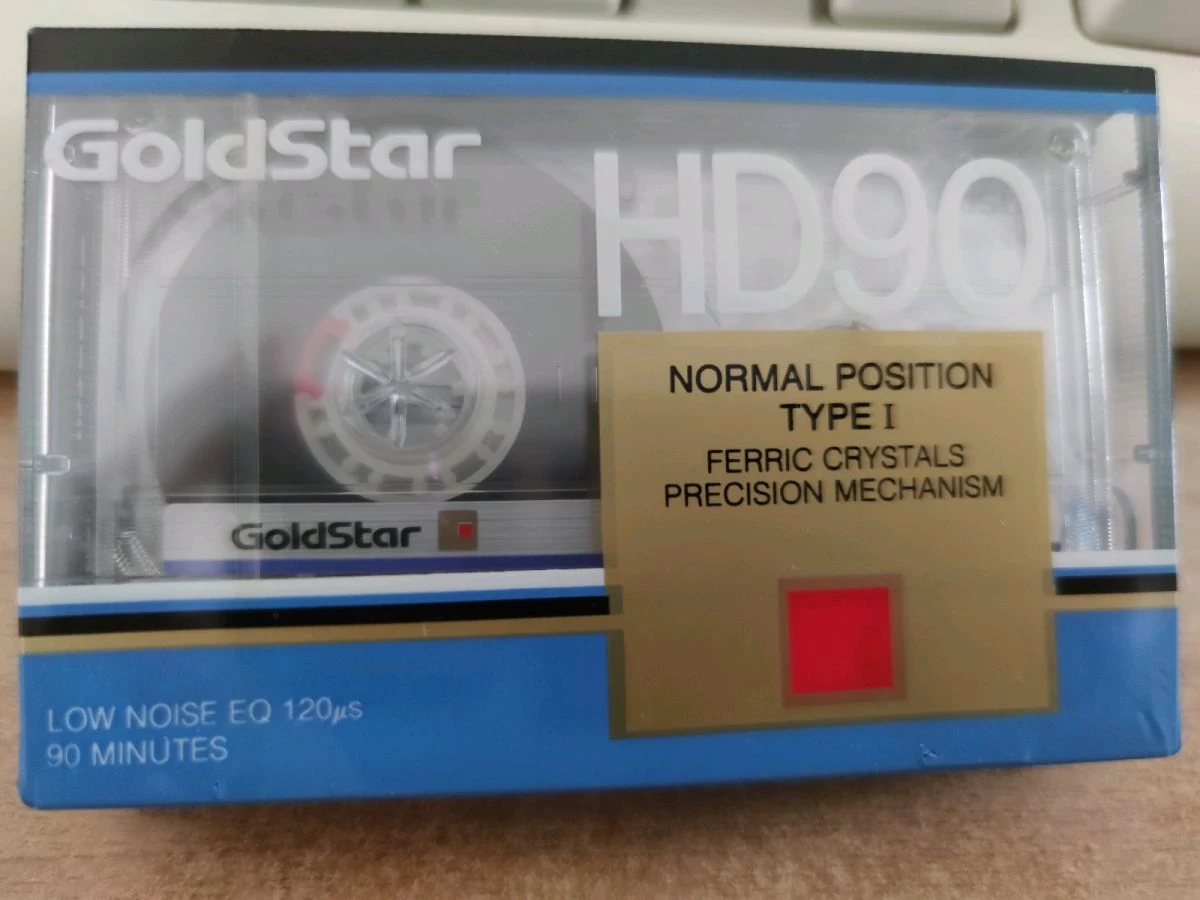 GoldStar
HD90
NORMAL POSITION
TYPE I
FERRIC CRYSTALS
PRECISION MECHANISM
GoldStar
LOW NOISE EQ 120µs
90 MINUTES